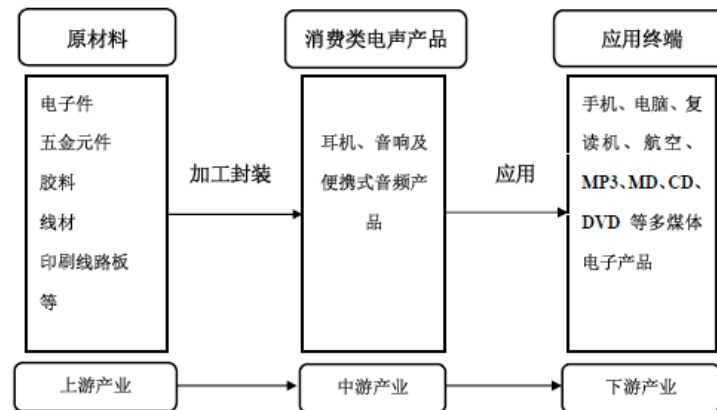 原材料
消费类电声产品
应用终端
电子件
五金元件
胶料
线材
印刷线路板
等
加工封装
耳机、音响及
便携式音频产
品
应用
手机、电脑、复
读机、航空、
MP3、MD、CD、
DVD 等多煤体
电子产品
上游产业
中游产业
下游产业